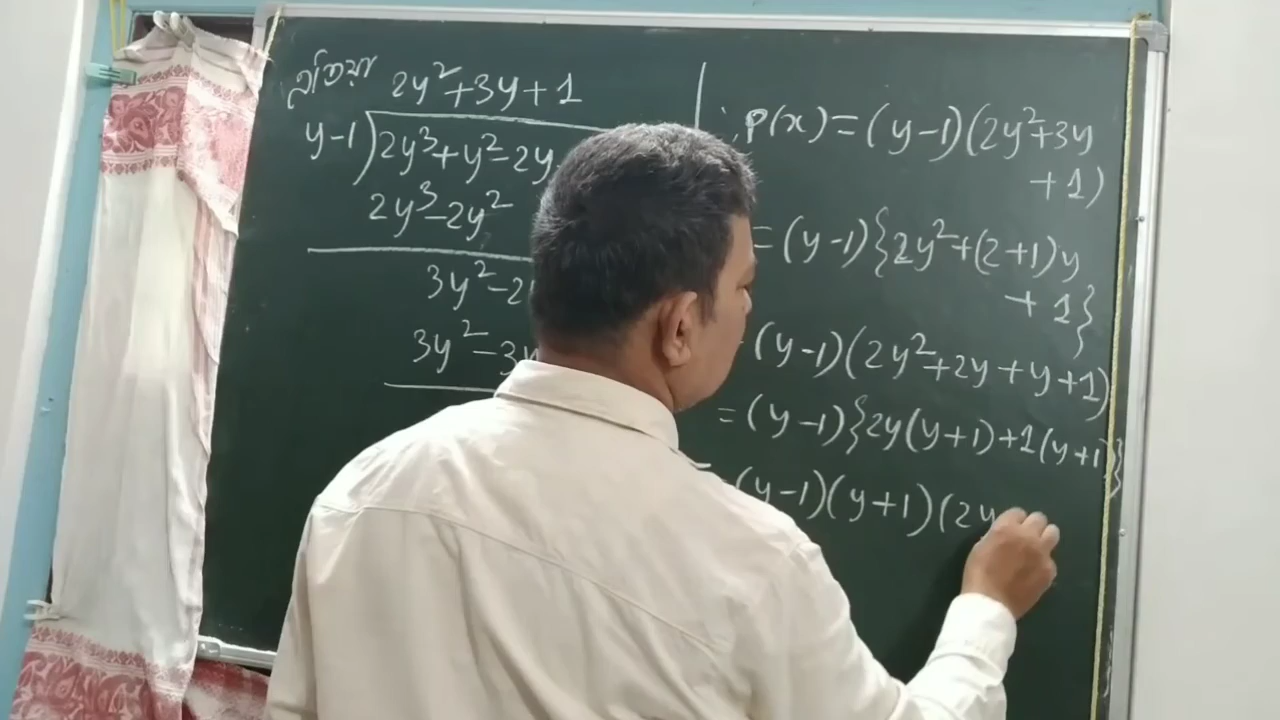 2y²+3y+1
y-1)2y³+y²-2y
2y³-2y²
3y²-2
3y²-3y
∴ p(x)=(y-1)(2y²+3y
+1)
=(y-1){2y²+(2+1)y
+1}
=(y-1)(2y²+2y+y+1)
=(y-1){2y(y+1)+1(y+1)}
=(y-1)(y+1)(2y